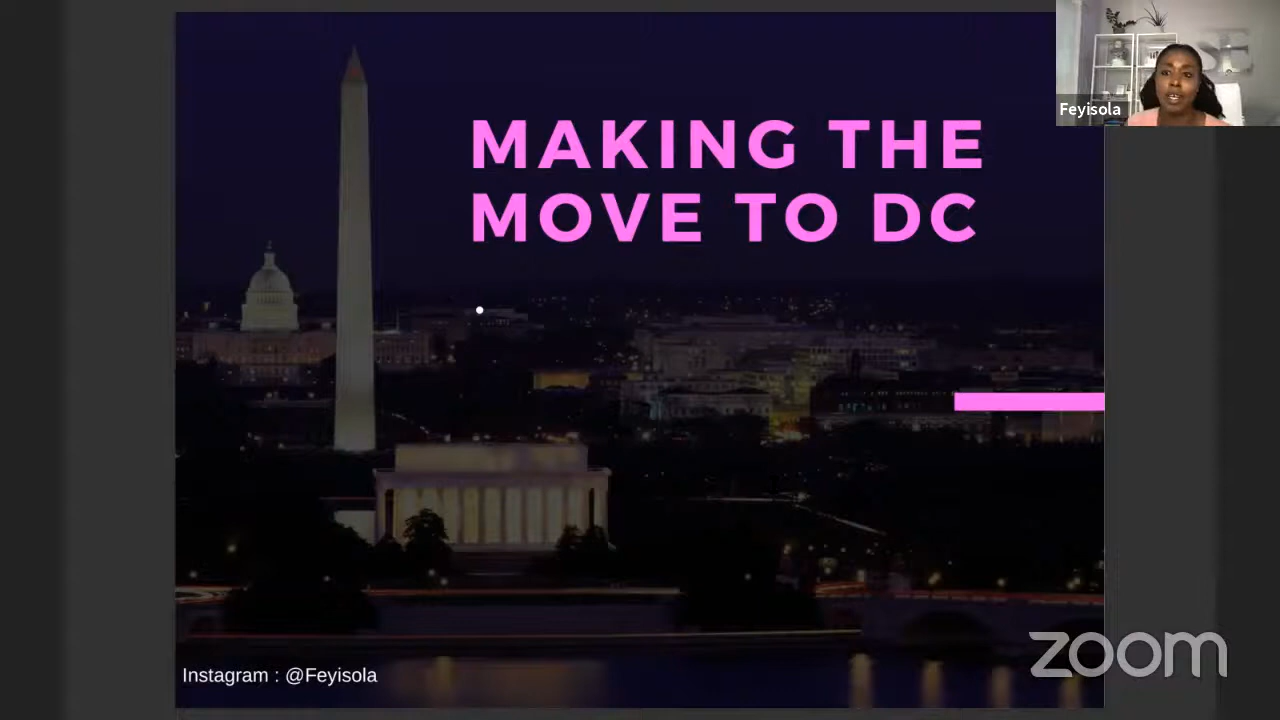 MAKING THE
MOVE TO DC
Feyisola
Instagram : @Feyisola
zoom